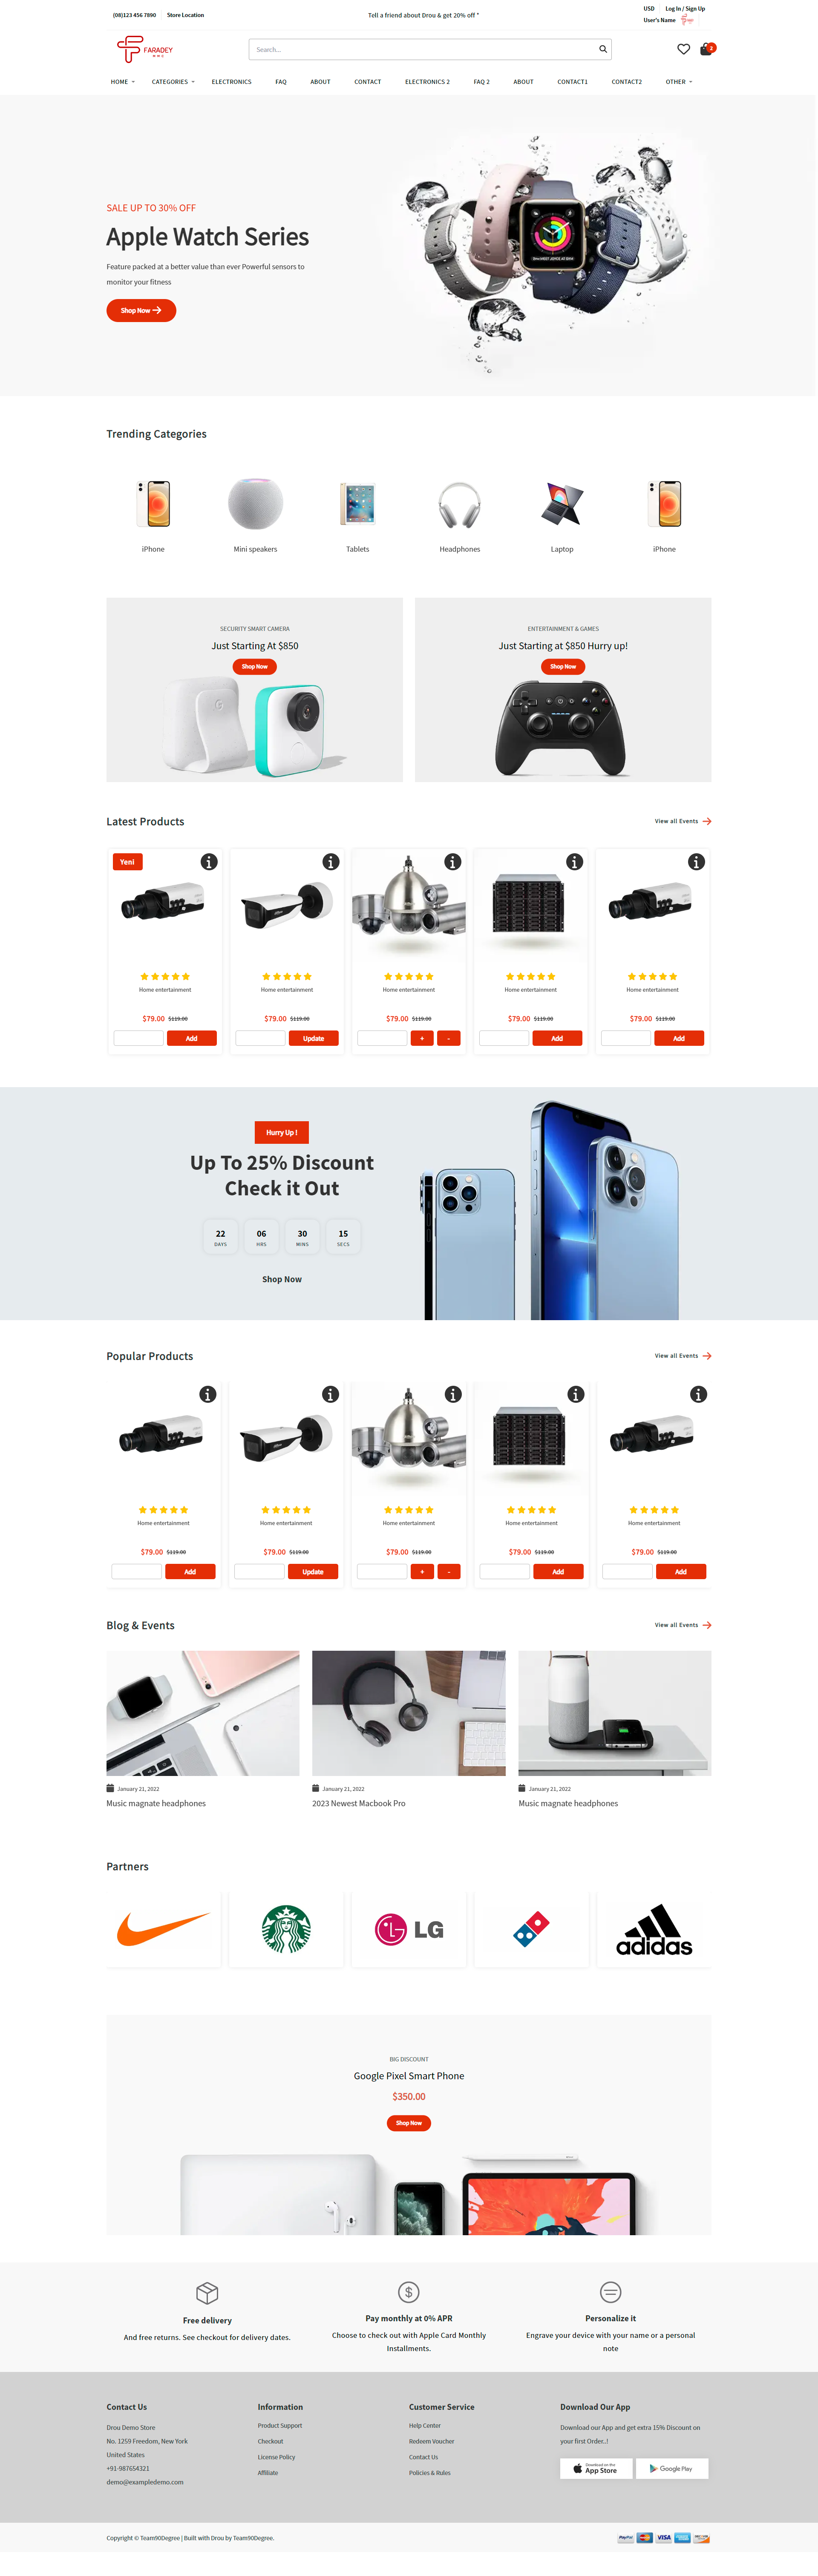 (08)123 456 7890 Store Location
Tell a friend about Drou & get 20% off *
USD Log In / Sign Up
User's Name
FARADEY
Search...
2
HOME CATEGORIES ELECTRONICS FAQ ABOUT CONTACT ELECTRONICS 2 FAQ 2 ABOUT CONTACT1 CONTACT2 OTHER
SALE UP TO 30% OFF
Apple Watch Series
Feature packed at a better value than ever Powerful sensors to
monitor your fitness
Shop Now
Trending Categories
iPhone Mini speakers Tablets Headphones Laptop iPhone
SECURITY SMART CAMERA
Just Starting At $850
Shop Now
ENTERTAINMENT & GAMES
Just Starting at $850 Hurry up!
Shop Now
Latest Products
View all Events
Yeni
Home entertainment Home entertainment Home entertainment Home entertainment Home entertainment
$79.00 $119.00 $79.00 $119.00 $79.00 $119.00 $79.00 $119.00 $79.00 $119.00
Add Update + - Add Add
Hurry Up !
Up To 25% Discount
Check it Out
22 06 30 15
DAYS HRS MINS SECS
Shop Now
Popular Products
View all Events
Home entertainment Home entertainment Home entertainment Home entertainment Home entertainment
$79.00 $119.00 $79.00 $119.00 $79.00 $119.00 $79.00 $119.00 $79.00 $119.00
Add Update + - Add Add
Blog & Events
View all Events
January 21, 2022 January 21, 2022 January 21, 2022
Music magnate headphones 2023 Newest Macbook Pro Music magnate headphones
Partners
LG
adidas
BIG DISCOUNT
Google Pixel Smart Phone
$350.00
Shop Now
Free delivery
And free returns. See checkout for delivery dates.
Pay monthly at 0% APR
Choose to check out with Apple Card Monthly
Installments.
Personalize it
Engrave your device with your name or a personal
note
Contact Us
Drou Demo Store
No. 1259 Freedom, New York
United States
+91-987654321
demo@exampledemo.com
Information
Product Support
Checkout
License Policy
Affiliate
Customer Service
Help Center
Redeem Voucher
Contact Us
Policies & Rules
Download Our App
Download our App and get extra 15% Discount on
your first Order..!
Download on the
App Store
Google Play
Copyright © Team90Degree | Built with Drou by Team90Degree.
PayPal VISA